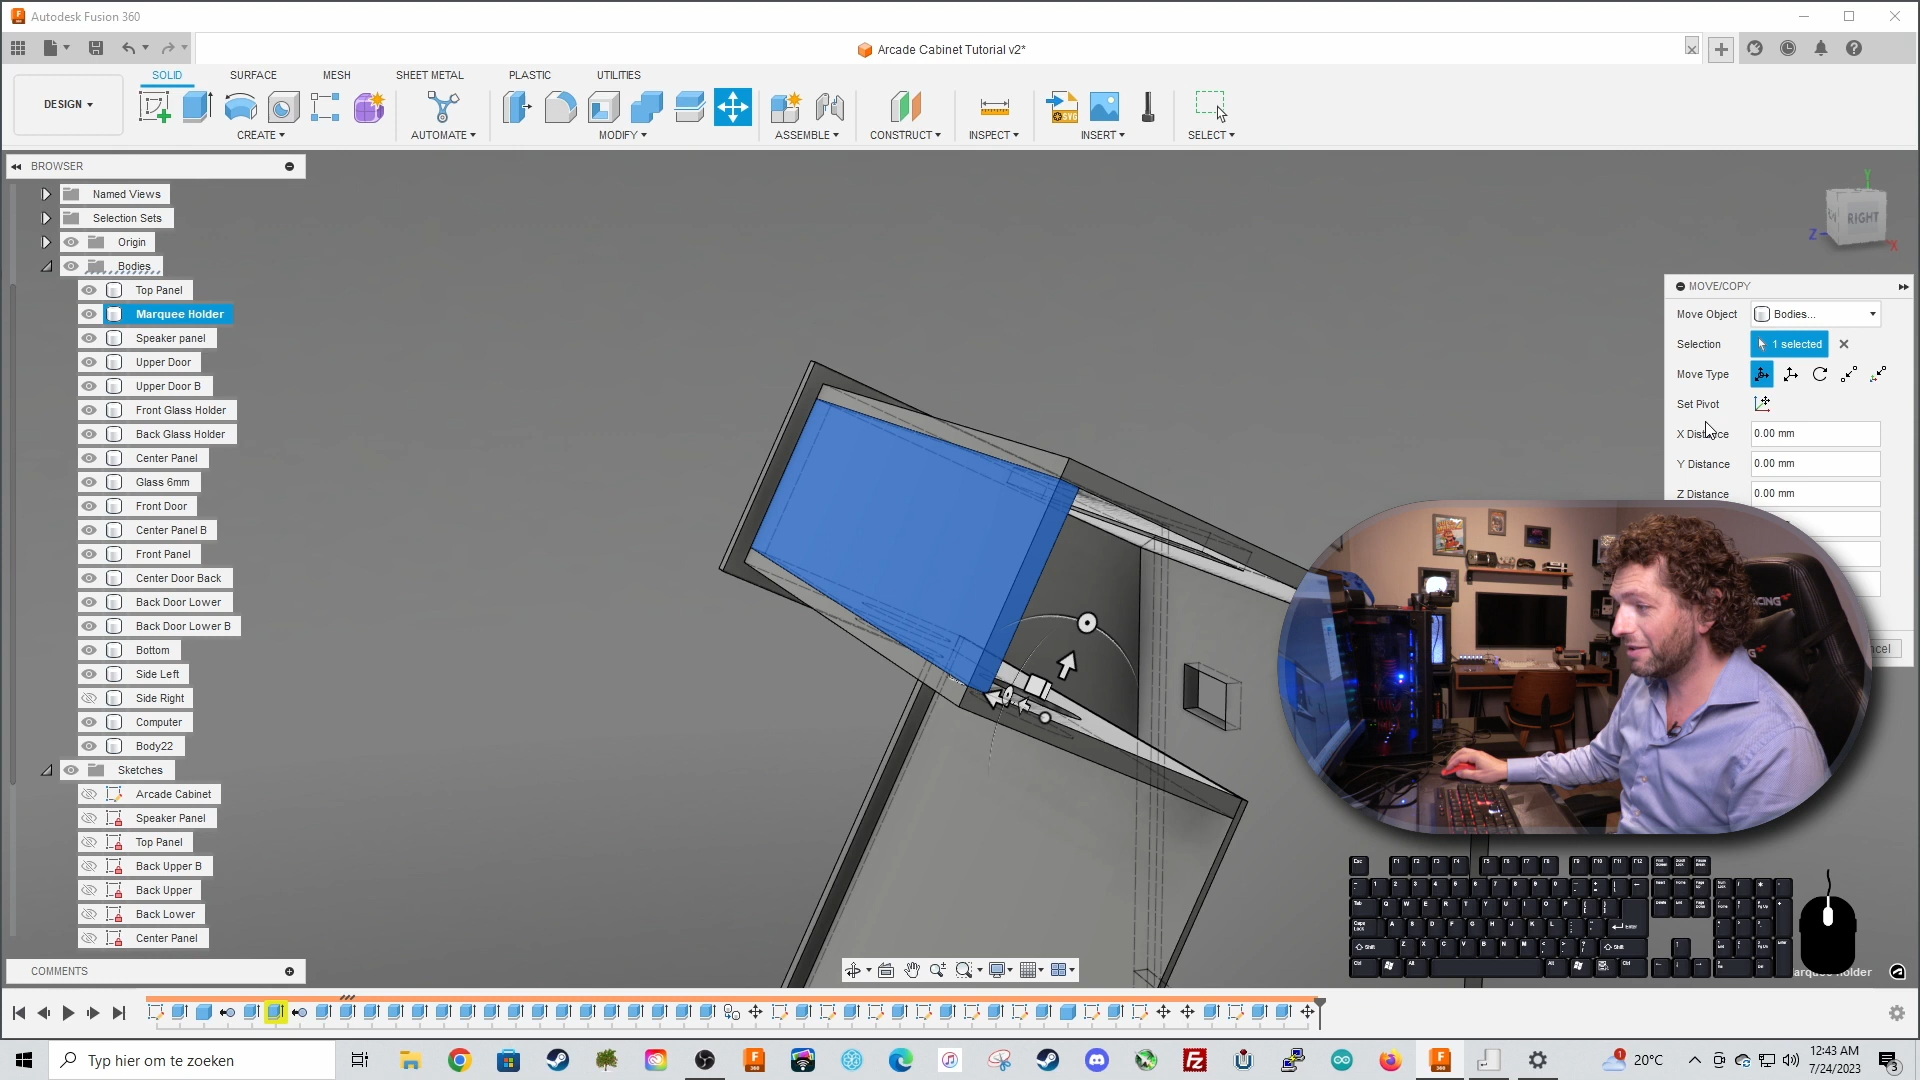 Autodesk Fusion 360
Arcade Cabinet Tutorial v2*
DESIGN
SOLID
SURFACE
MESH
SHEET METAL
PLASTIC
UTILITIES
CREATE
AUTOMATE
MODIFY
ASSEMBLE
CONSTRUCT
INSPECT
INSERT
SELECT
BROWSER
Named Views
Selection Sets
Origin
Bodies
Top Panel
Marquee Holder
Speaker panel
Upper Door
Upper Door B
Front Glass Holder
Back Glass Holder
Center Panel
Glass 6mm
Front Door
Center Panel B
Front Panel
Center Door Back
Back Door Lower
Back Door Lower B
Bottom
Side Left
Side Right
Computer
Body22
Sketches
Arcade Cabinet
Speaker Panel
Top Panel
Back Upper B
Back Upper
Back Lower
Center Panel
COMMENTS
Y
Z
X
RIGHT
MOVE/COPY
Move Object
Bodies...
Selection
1 selected
Move Type
Set Pivot
X Distance
0.00 mm
Y Distance
0.00 mm
Z Distance
0.00 mm
Typ hier om te zoeken
20°C
12:43 AM
7/24/2023
3